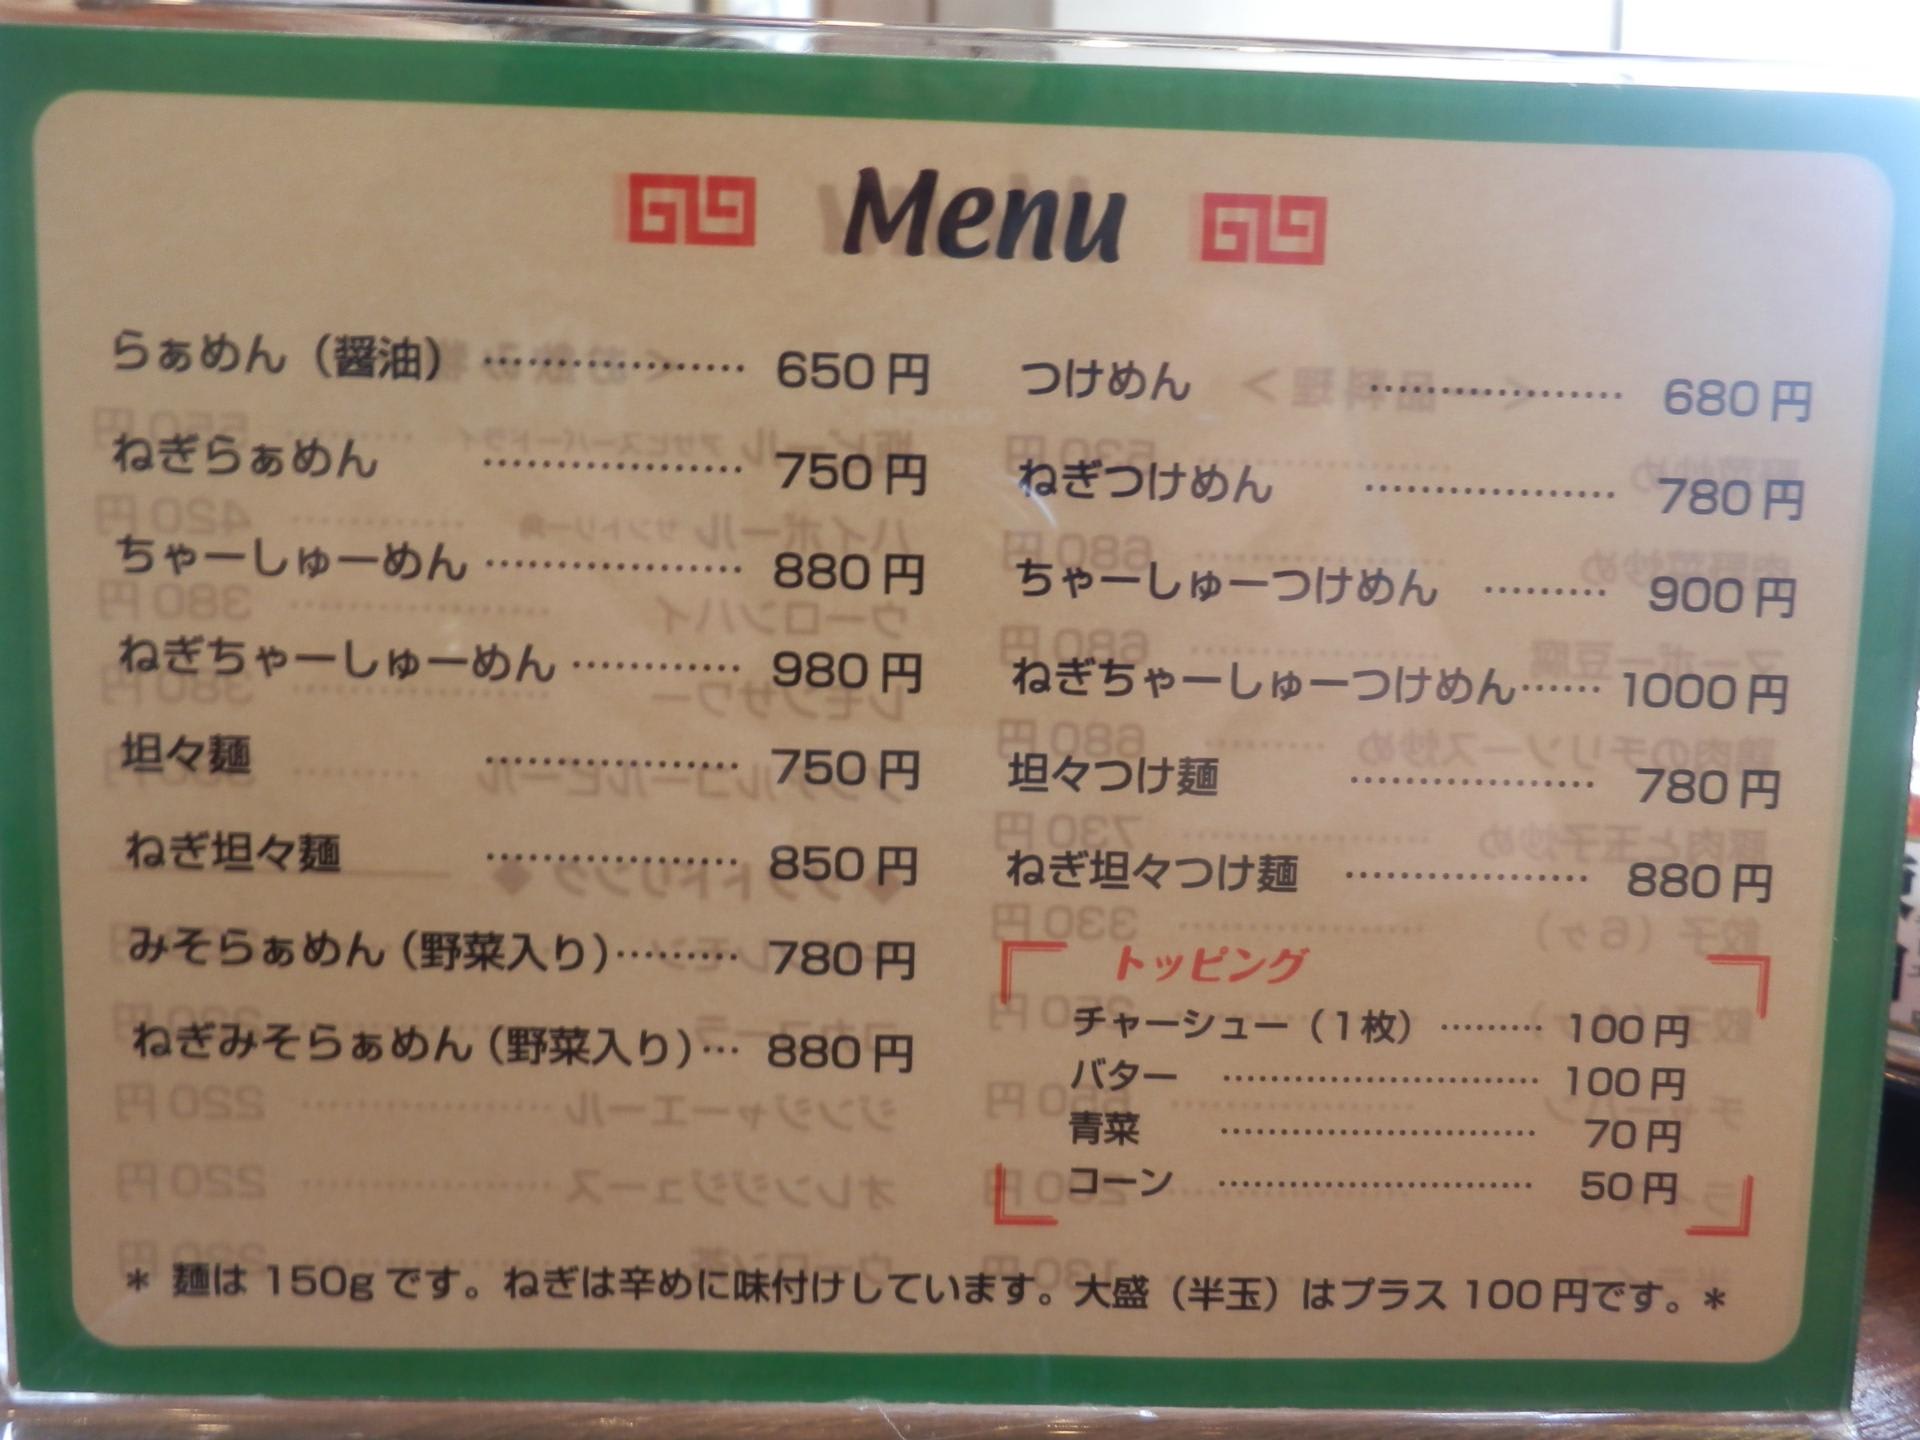 Menu
らぁめん（醤油）………………650円
ねぎらぁめん………………750円
ちゃーしゅーめん………………880円
ねぎちゃーしゅーめん…………980円
坦々麺………………750円
ねぎ坦々麺………………850円
みそらぁめん（野菜入り）………780円
ねぎみそらぁめん（野菜入り）…880円
つけめん………………680円
ねぎつけめん………………780円
ちゃーしゅーつけめん………900円
ねぎちゃーしゅーつけめん……1000円
坦々つけ麺………………780円
ねぎ坦々つけ麺………………880円
トッピング
チャーシュー（1枚）………100円
バター…………………………100円
青菜…………………………70円
コーン…………………………50円
＊ 麺は150gです。ねぎは辛めに味付けしています。大盛（半玉）はプラス100円です。＊